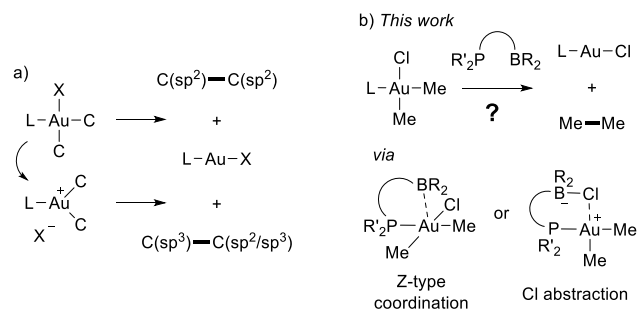 a)
X
L-Au-C
C
C(sp²)–C(sp²)
+
L-Au-X
+
C(sp³)–C(sp²/sp³)
+ C
L-Au
C
X⁻
b) This work
Cl
L-Au-Me
Me
R'₂P BR₂
?
L-Au-Cl
+
Me–Me
via
BR₂
Cl
R'₂P-Au-Me
Me
Z-type
coordination
or
R₂
B-Cl
−
+
P-Au-Me
R'₂
Me
Cl abstraction